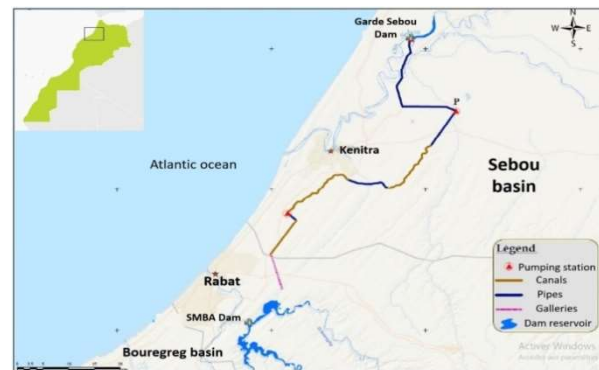 N
W E
S
Garde Sebou
Dam
P
Kenitra
Atlantic ocean
Sebou
basin
Legend
Pumping station
Canals
Pipes
Galleries
Dam reservoir
Rabat
SMBA Dam
Bouregreg basin
Activer Windows